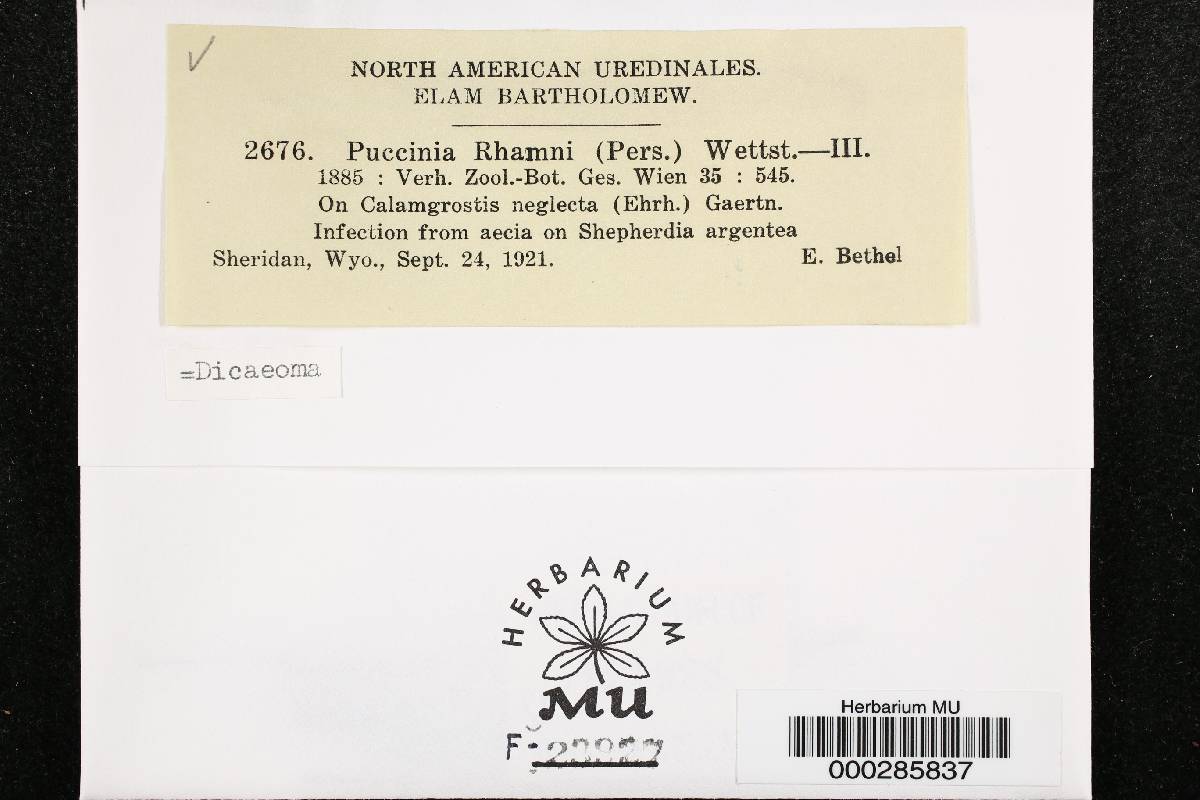 NORTH AMERICAN UREDINALES.
ELAM BARTHOLOMEW.
2676. Puccinia Rhamni (Pers.) Wettst.—III.
1885 : Verh. Zool.-Bot. Ges. Wien 35 : 545.
On Calamgrostis neglecta (Ehrh.) Gaertn.
Infection from aecia on Shepherdia argentea
Sheridan, Wyo., Sept. 24, 1921. E. Bethel
=Dicaeoma
HERBARIUM
MU
F-
Herbarium MU
000285837